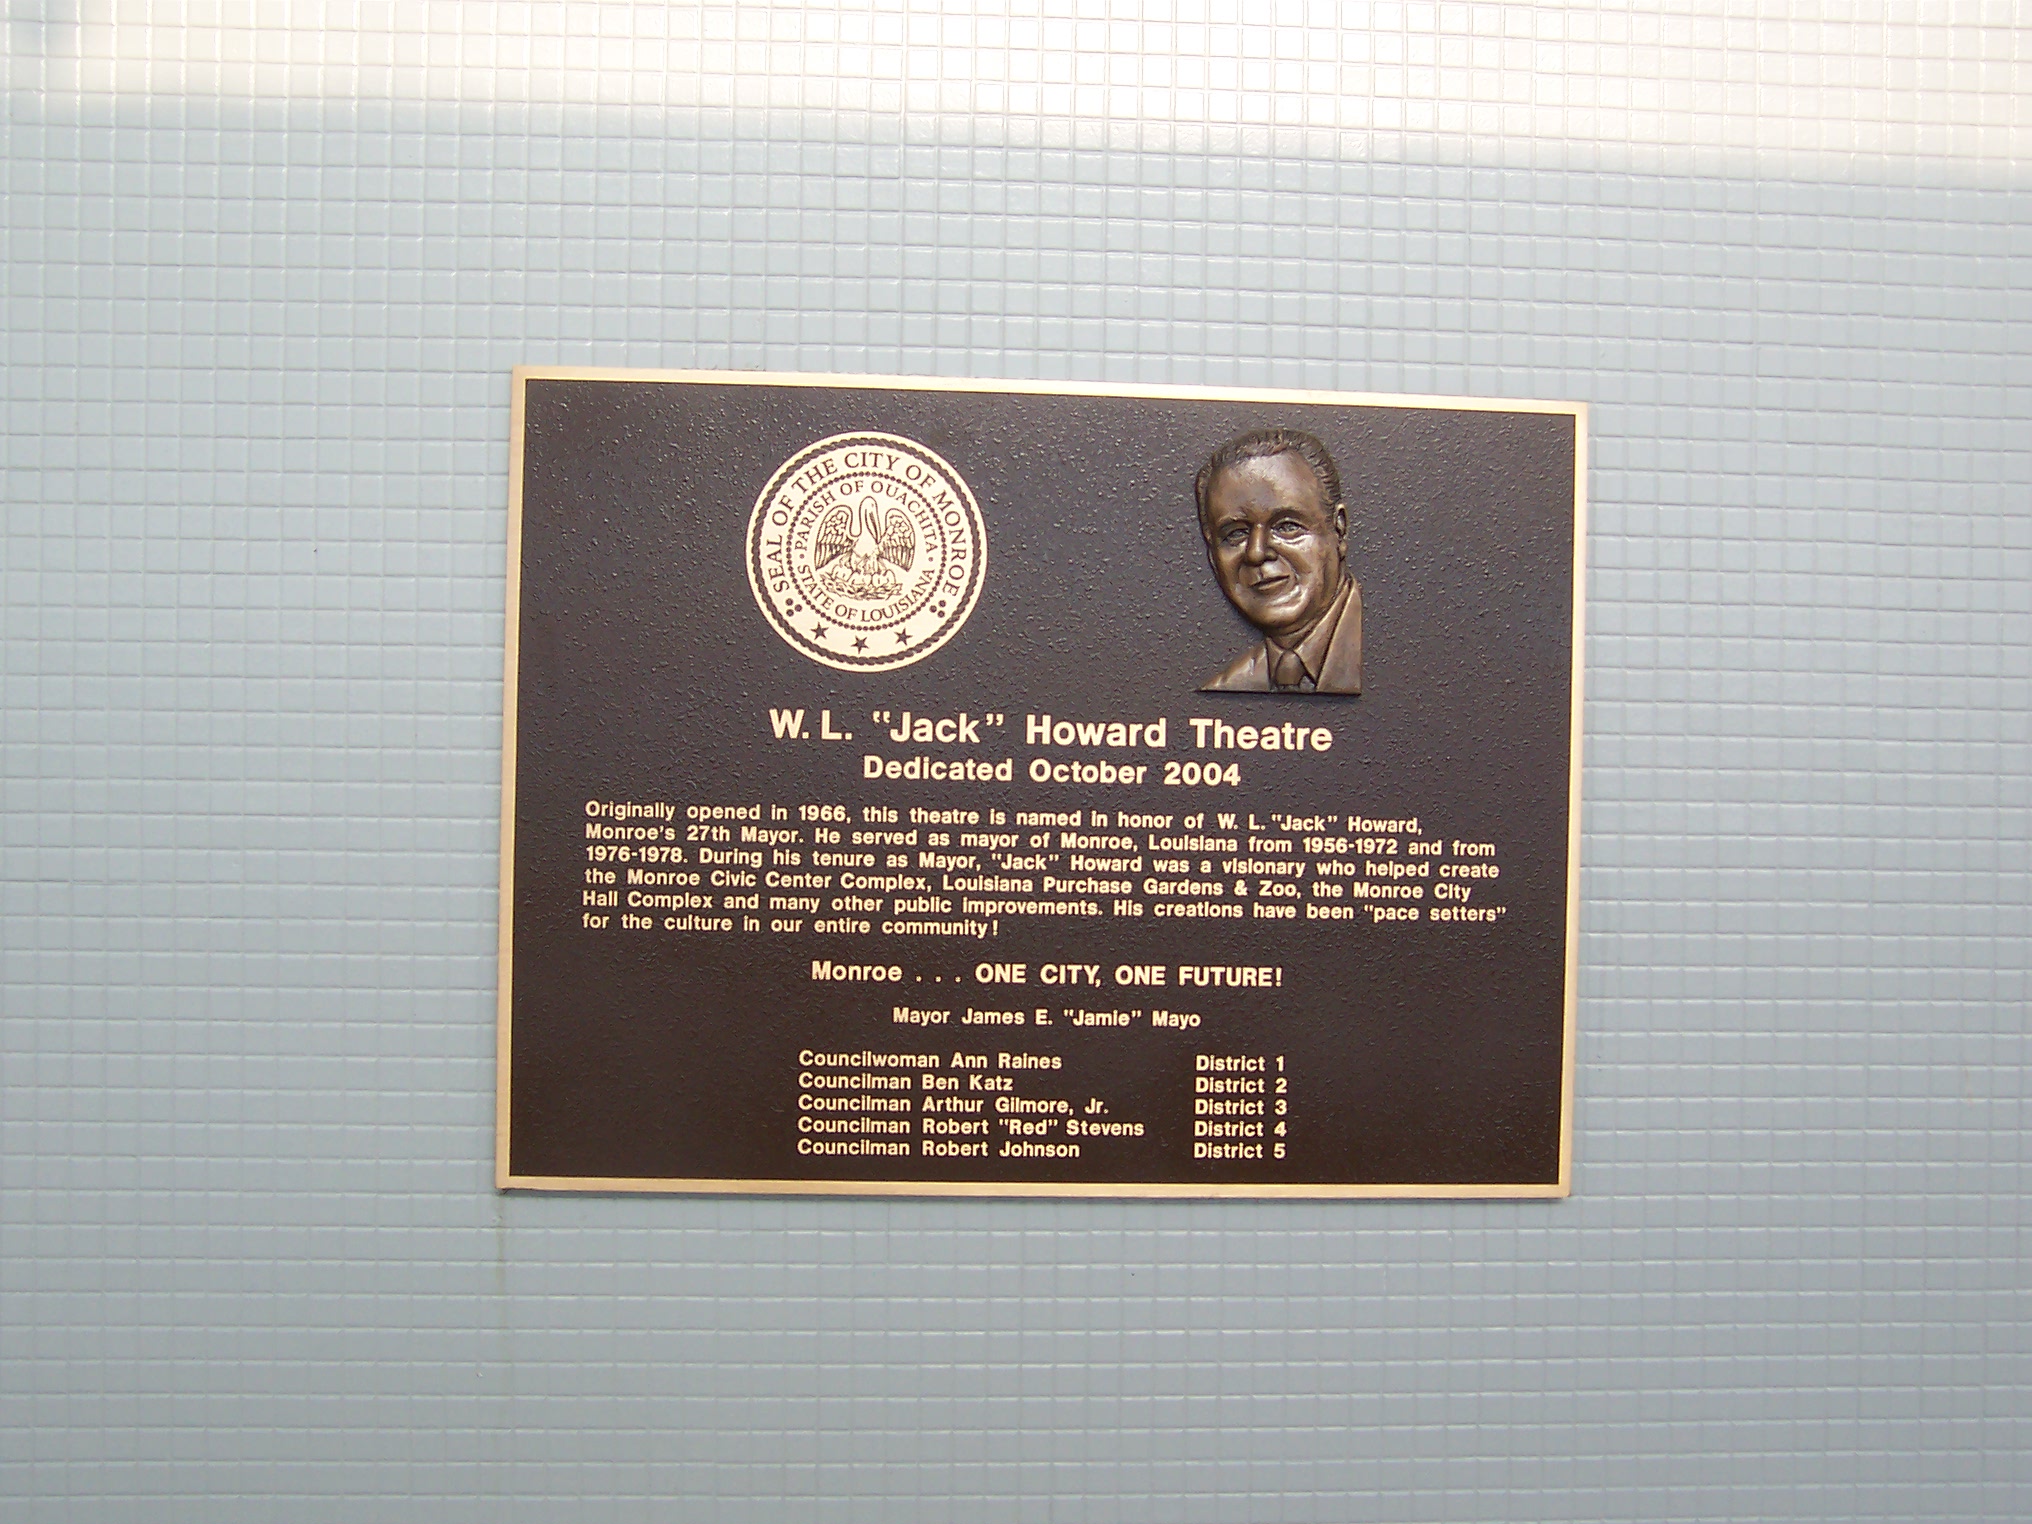 SEAL OF THE CITY OF MONROE
PARISH OF OUACHITA
STATE OF LOUISIANA
W. L. "Jack" Howard Theatre
Dedicated October 2004
Originally opened in 1966, this theatre is named in honor of W. L. "Jack" Howard,
Monroe's 27th Mayor. He served as mayor of Monroe, Louisiana from 1956-1972 and from
1976-1978. During his tenure as Mayor, "Jack" Howard was a visionary who helped create
the Monroe Civic Center Complex, Louisiana Purchase Gardens & Zoo, the Monroe City
Hall Complex and many other public improvements. His creations have been "pace setters"
for the culture in our entire community!
Monroe . . . ONE CITY, ONE FUTURE!
Mayor James E. "Jamie" Mayo
Councilwoman Ann Raines District 1
Councilman Ben Katz District 2
Councilman Arthur Gilmore, Jr. District 3
Councilman Robert "Red" Stevens District 4
Councilman Robert Johnson District 5